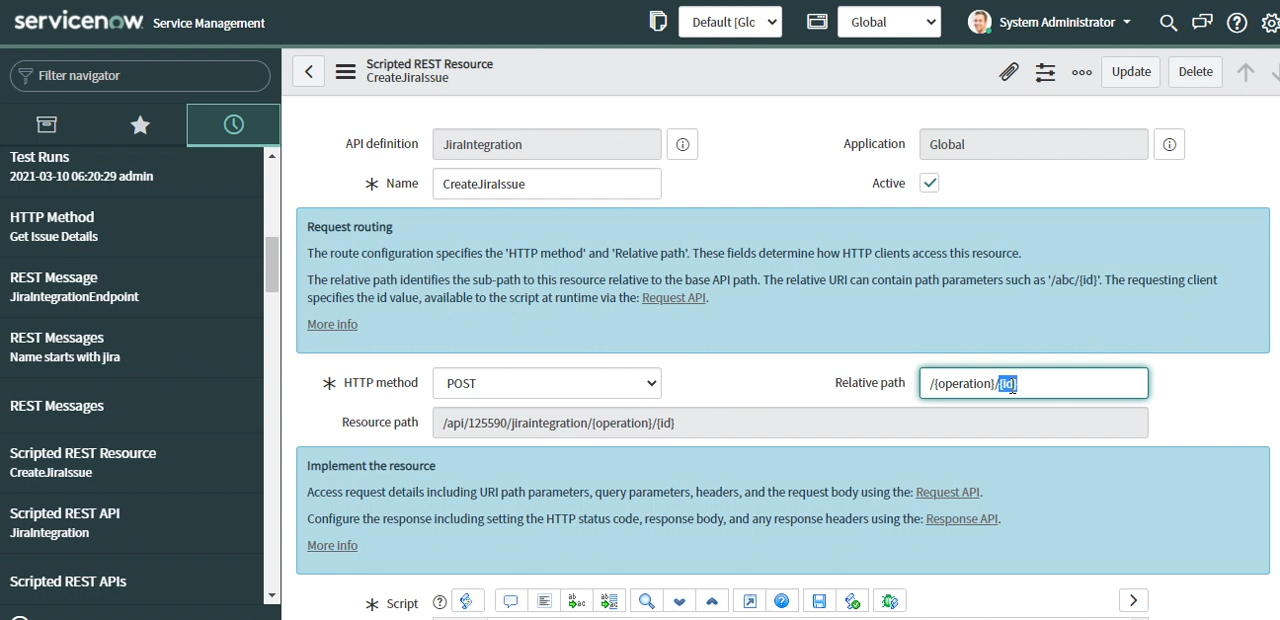 servicenow. Service Management
Default [Glc
Global
System Administrator
Filter navigator
Test Runs
2021-03-10 06:20:29 admin
HTTP Method
Get Issue Details
REST Message
JiraIntegrationEndpoint
REST Messages
Name starts with jira
REST Messages
Scripted REST Resource
CreateJiraIssue
Scripted REST API
JiraIntegration
Scripted REST APIs
Scripted REST Resource
CreateJiraIssue
Update
Delete
API definition
JiraIntegration
Application
Global
Name
CreateJiraIssue
Active
Request routing
The route configuration specifies the 'HTTP method' and 'Relative path'. These fields determine how HTTP clients access this resource.
The relative path identifies the sub-path to this resource relative to the base API path. The relative URI can contain path parameters such as '/abc/{id}'. The requesting client
specifies the id value, available to the script at runtime via the: Request API.
More info
HTTP method
POST
Relative path
/{operation}/{id}
Resource path
/api/125590/jiraintegration/{operation}/{id}
Implement the resource
Access request details including URI path parameters, query parameters, headers, and the request body using the: Request API.
Configure the response including setting the HTTP status code, response body, and any response headers using the: Response API.
More info
Script